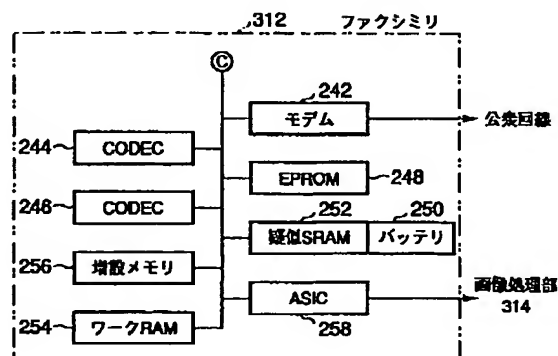 312 ファクシミリ
C
242
モデム
公衆回線
244 CODEC
EPROM 248
246 CODEC
252 250
疑似SRAM バッテリ
256 増設メモリ
ASIC
画像処理部
314
254 ワークRAM
258